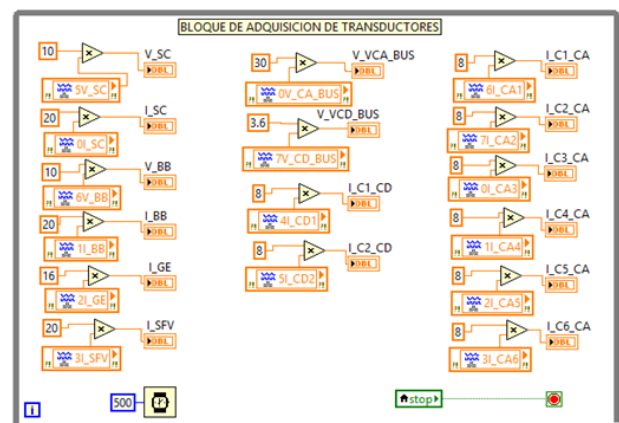 BLOQUE DE ADQUISICION DE TRANSDUCTORES
10
V_SC
DBL
5V_SC
20
I_SC
DBL
0I_SC
10
V_BB
DBL
6V_BB
20
I_BB
DBL
1I_BB
16
I_GE
DBL
2I_GE
20
I_SFV
DBL
3I_SFV
30
V_VCA_BUS
DBL
0V_CA_BUS
3.6
V_VCD_BUS
DBL
7V_CD_BUS
8
I_C1_CD
DBL
4I_CD1
8
I_C2_CD
DBL
5I_CD2
8
I_C1_CA
DBL
6I_CA1
8
I_C2_CA
DBL
7I_CA2
8
I_C3_CA
DBL
0I_CA3
8
I_C4_CA
DBL
1I_CA4
8
I_C5_CA
DBL
2I_CA5
8
I_C6_CA
DBL
3I_CA6
i
500
stop